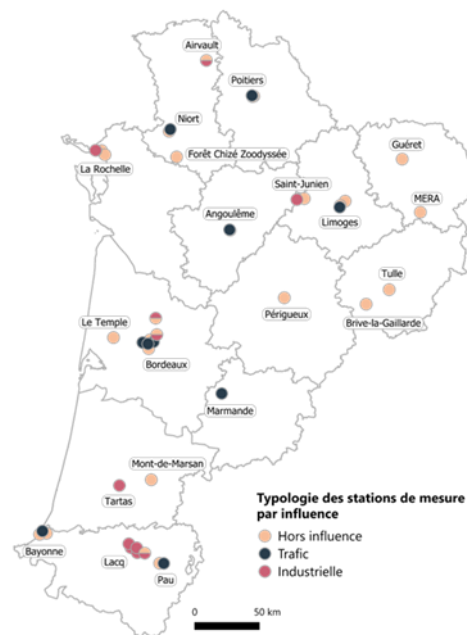 Airvault
Poitiers
Niort
Forêt Chizé Zoodyssée
La Rochelle
Guéret
Saint-Junien
MERA
Limoges
Angoulême
Tulle
Périgueux
Brive-la-Gaillarde
Le Temple
Bordeaux
Marmande
Mont-de-Marsan
Tartas
Bayonne
Lacq
Pau
Typologie des stations de mesure
par influence
Hors influence
Trafic
Industrielle
0 50 km